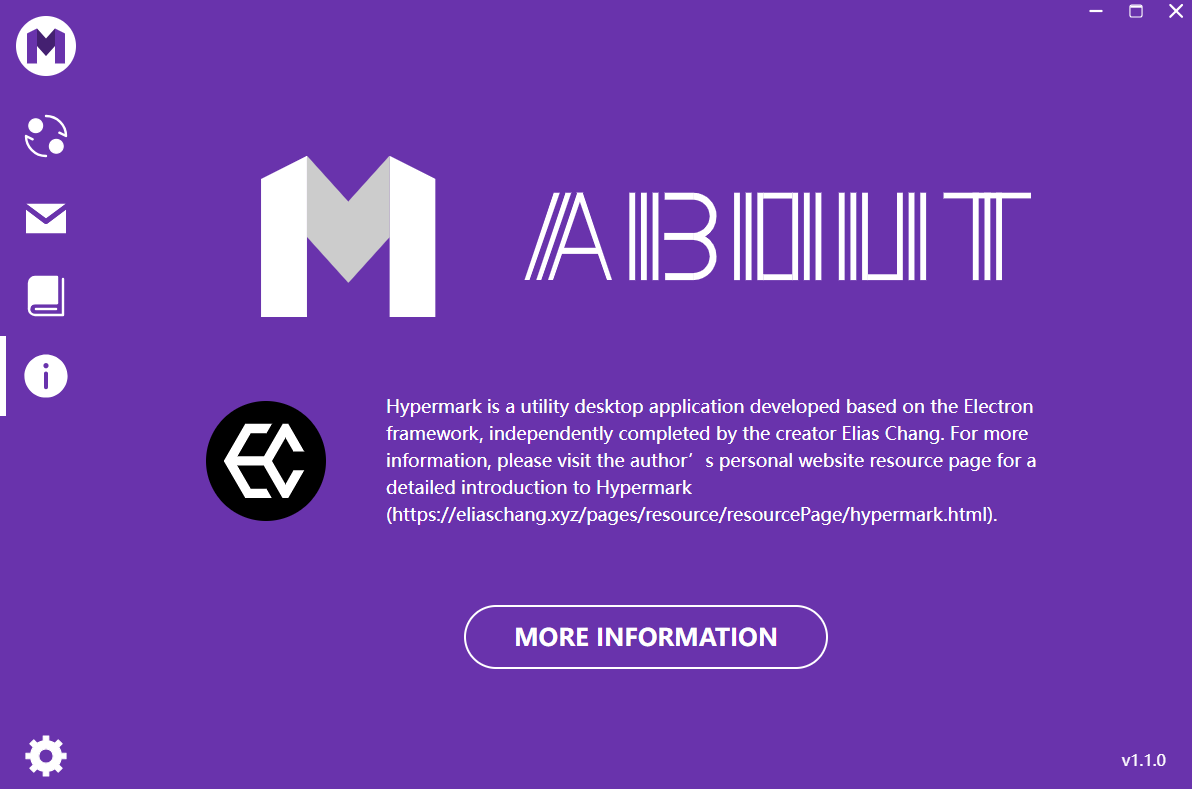 ABOUT
Hypermark is a utility desktop application developed based on the Electron
framework, independently completed by the creator Elias Chang. For more
information, please visit the author’s personal website resource page for a
detailed introduction to Hypermark
(https://eliaschang.xyz/pages/resource/resourcePage/hypermark.html).
MORE INFORMATION
v1.1.0